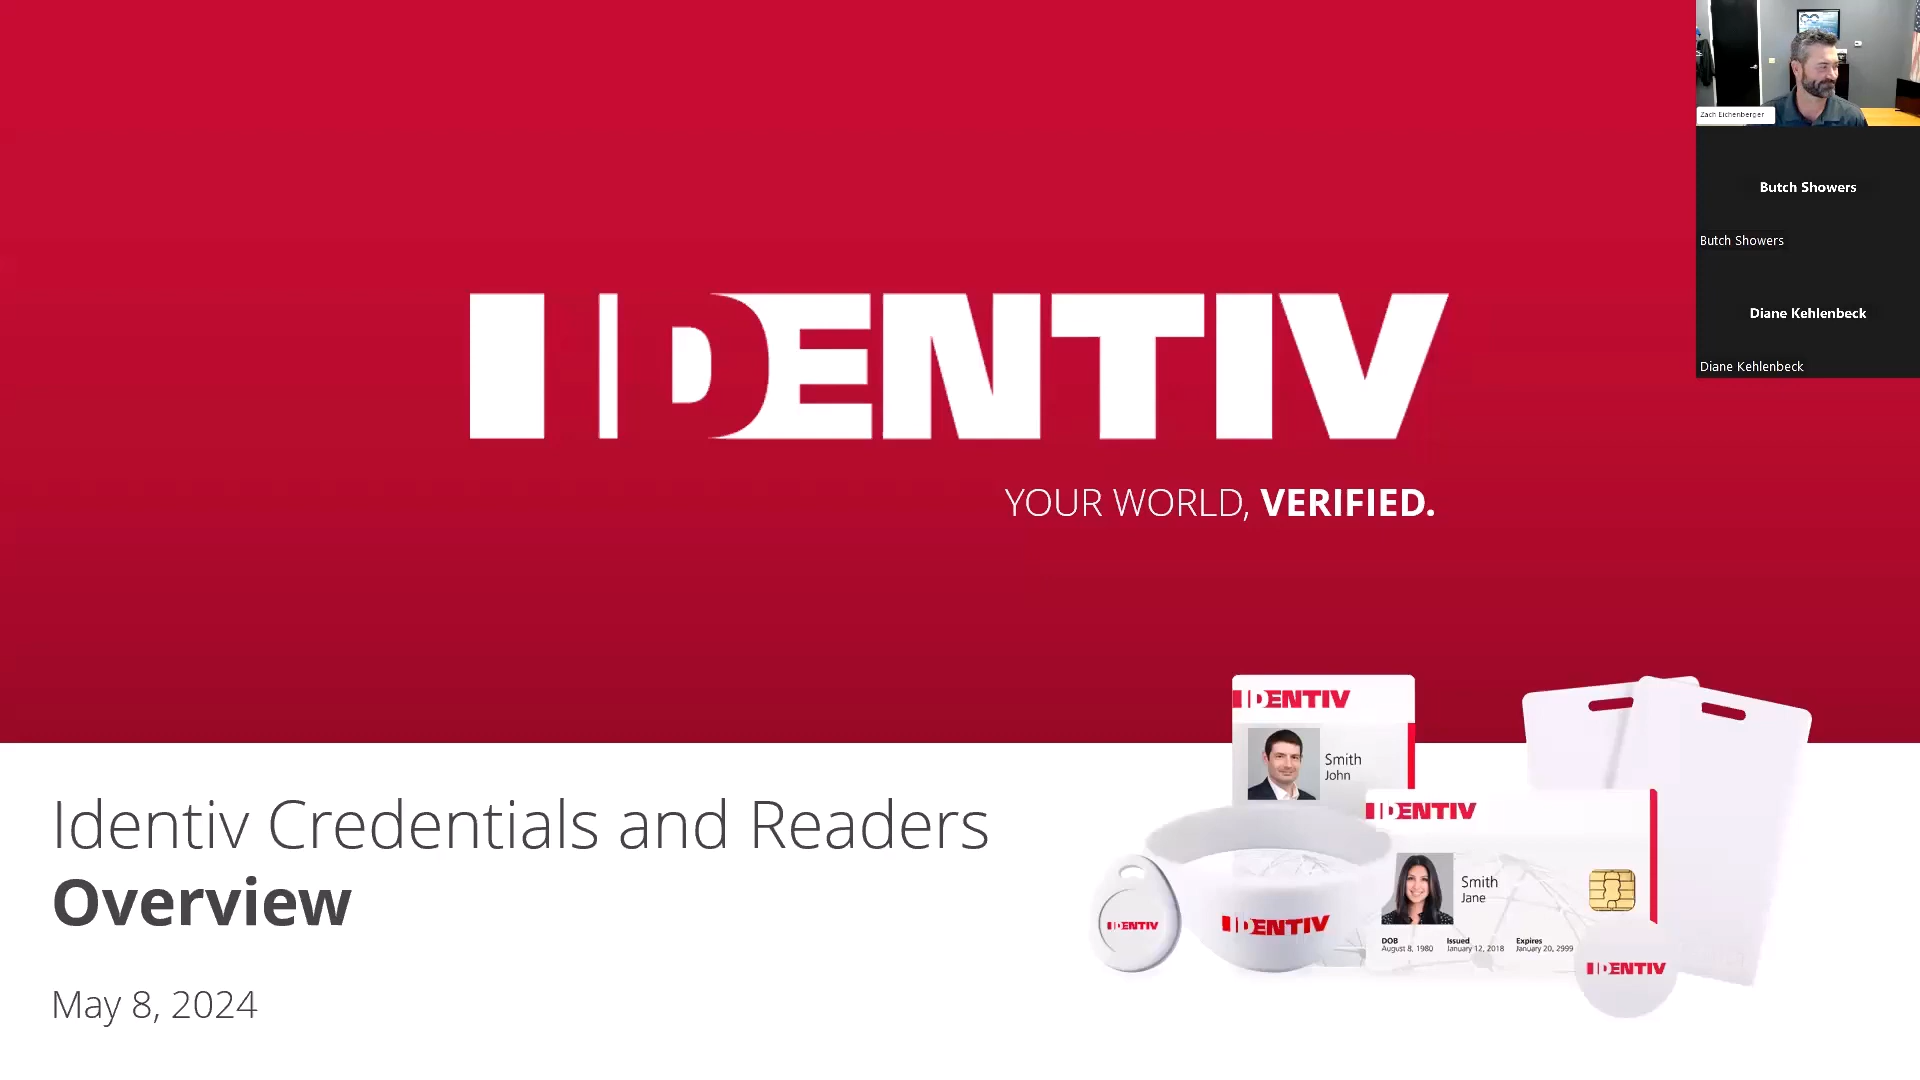 IDENTIV
YOUR WORLD, VERIFIED.
Zach Eichenberger
Butch Showers
Butch Showers
Diane Kehlenbeck
Diane Kehlenbeck
Identiv Credentials and Readers
Overview
May 8, 2024
IDENTIV
Smith
John
IDENTIV
Smith
Jane
DOB
August 8, 1980
Issued
January 12, 2018
Expires
January 20, 2999
IDENTIV
IDENTIV
IDENTIV